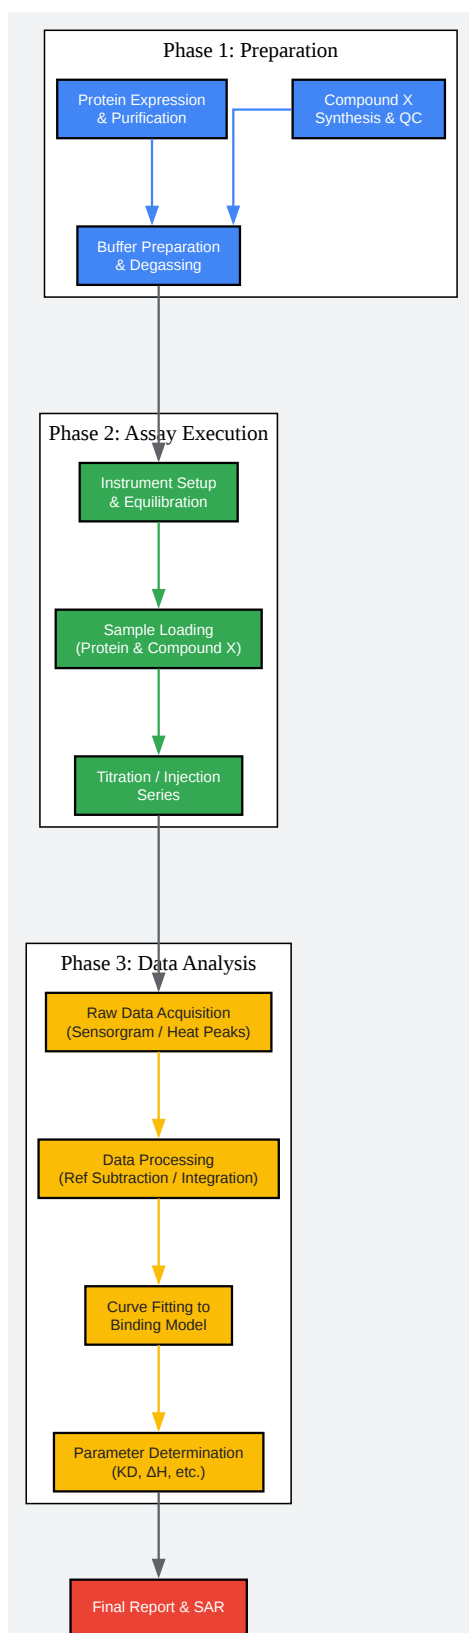 Phase 1: Preparation
Protein Expression
& Purification
Compound X
Synthesis & QC
Buffer Preparation
& Degassing
Phase 2: Assay Execution
Instrument Setup
& Equilibration
Sample Loading
(Protein & Compound X)
Titration / Injection
Series
Phase 3: Data Analysis
Raw Data Acquisition
(Sensorgram / Heat Peaks)
Data Processing
(Ref Subtraction / Integration)
Curve Fitting to
Binding Model
Parameter Determination
(KD, ΔH, etc.)
Final Report & SAR